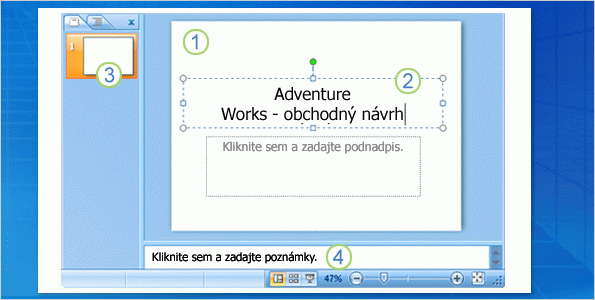 1
2
Adventure
Works - obchodný návrh
1
3
Kliknite sem a zadajte podnadpis.
Kliknite sem a zadajte poznámky.
4
47%